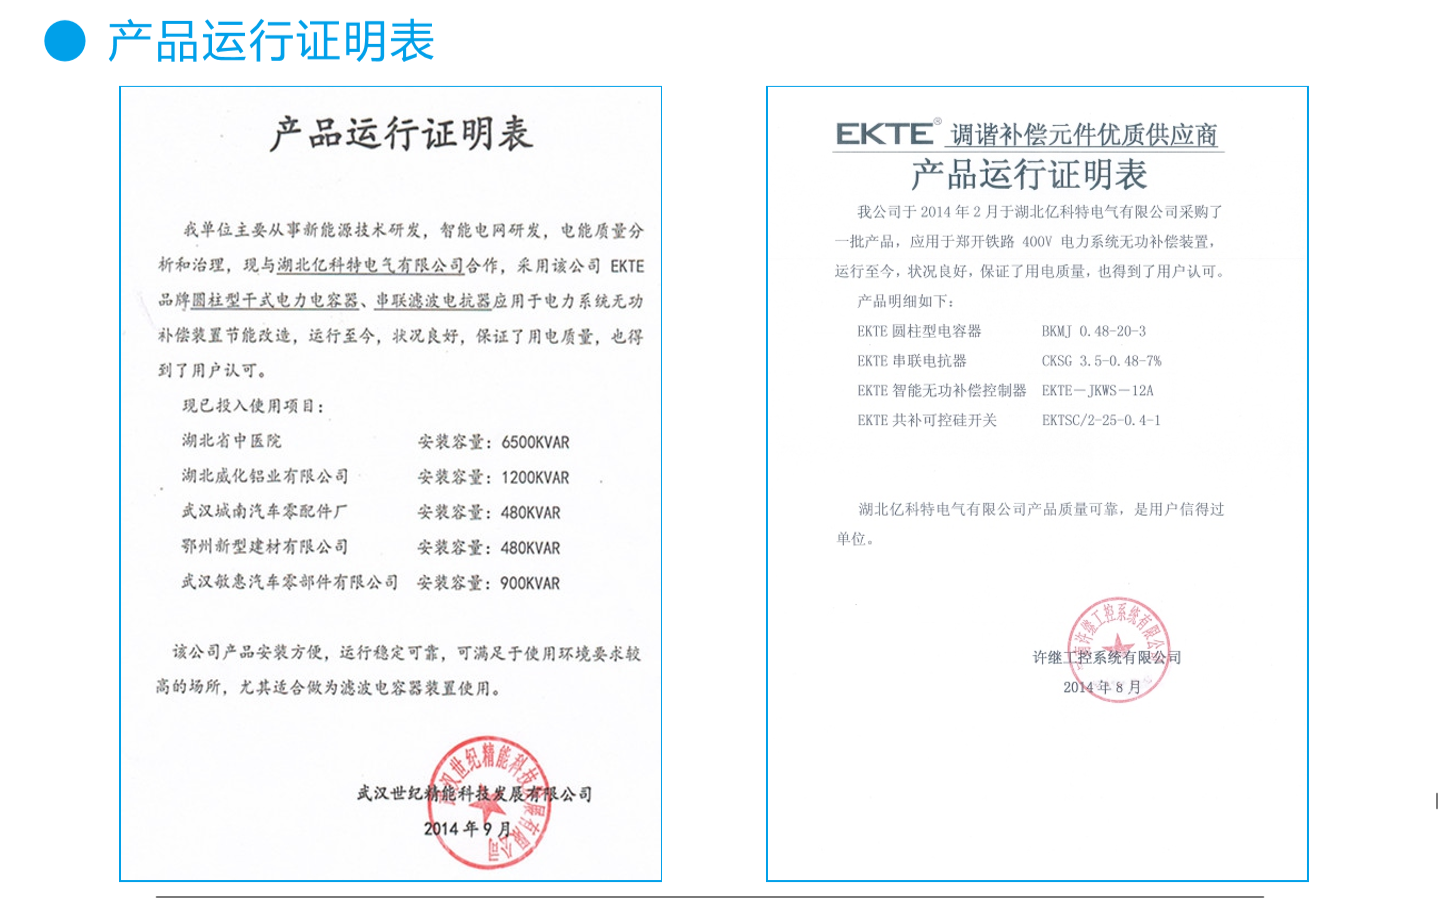 产品运行证明表
产品运行证明表
我单位主要从事新能源技术研发，智能电网研发，电能质量分
析和治理，现与湖北亿科特电气有限公司合作，采用该公司 EKTE
品牌圆柱型干式电力电容器、串联滤波电抗器应用于电力系统无功
补偿装置节能改造，运行至今，状况良好，保证了用电质量，也得
到了用户认可。
现已投入使用项目：
湖北省中医院 安装容量：6500KVAR
湖北威化铝业有限公司 安装容量：1200KVAR
武汉城南汽车零配件厂 安装容量：480KVAR
鄂州新型建材有限公司 安装容量：480KVAR
武汉敏惠汽车零部件有限公司 安装容量：900KVAR
该公司产品安装方便，运行稳定可靠，可满足于使用环境要求较
高的场所，尤其适合做为滤波电容器装置使用。
武汉世纪精能科技发展有限公司
武汉世纪精能科技发展有限公司
2014 年 9 月
EKTE® 调谐补偿元件优质供应商
产品运行证明表
我公司于 2014 年 2 月于湖北亿科特电气有限公司采购了
一批产品，应用于郑开铁路 400V 电力系统无功补偿装置，
运行至今，状况良好，保证了用电质量，也得到了用户认可。
产品明细如下：
EKTE 圆柱型电容器 BKMJ 0.48-20-3
EKTE 串联电抗器 CKSG 3.5-0.48-7%
EKTE 智能无功补偿控制器 EKTE－JKWS－12A
EKTE 共补可控硅开关 EKTSC/2-25-0.4-1
湖北亿科特电气有限公司产品质量可靠，是用户信得过
单位。
许继工控系统有限公司
许继工控系统有限公司
2014 年 8 月